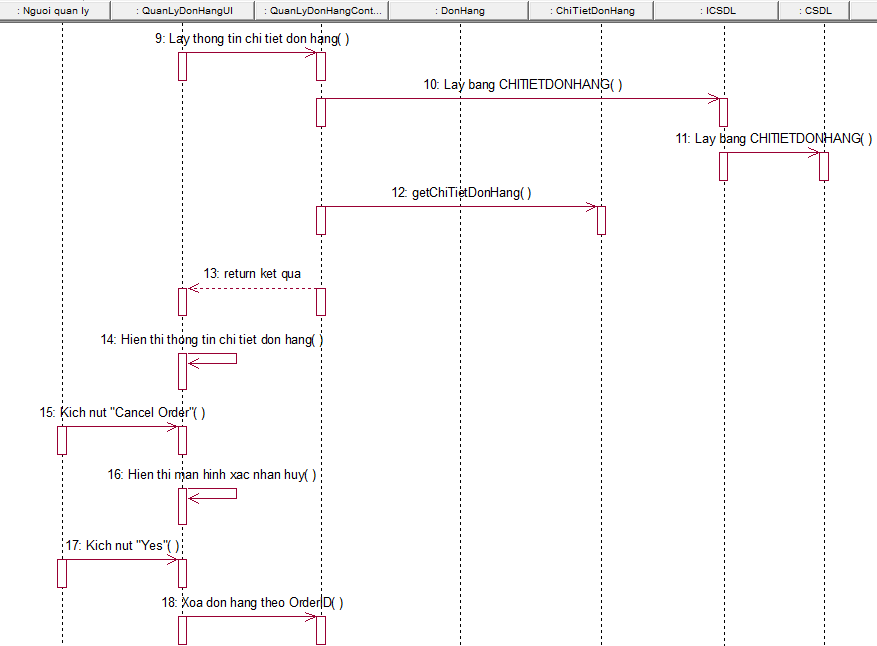 : Nguoi quan ly : QuanLyDonHangUI : QuanLyDonHangCont... : DonHang : ChiTietDonHang : ICSDL : CSDL
9: Lay thong tin chi tiet don hang( )
10: Lay bang CHITIETDONHANG( )
11: Lay bang CHITIETDONHANG( )
12: getChiTietDonHang( )
13: return ket qua
14: Hien thi thong tin chi tiet don hang( )
15: Kich nut "Cancel Order"( )
16: Hien thi man hinh xac nhan huy( )
17: Kich nut "Yes"( )
18: Xoa don hang theo OrderID( )